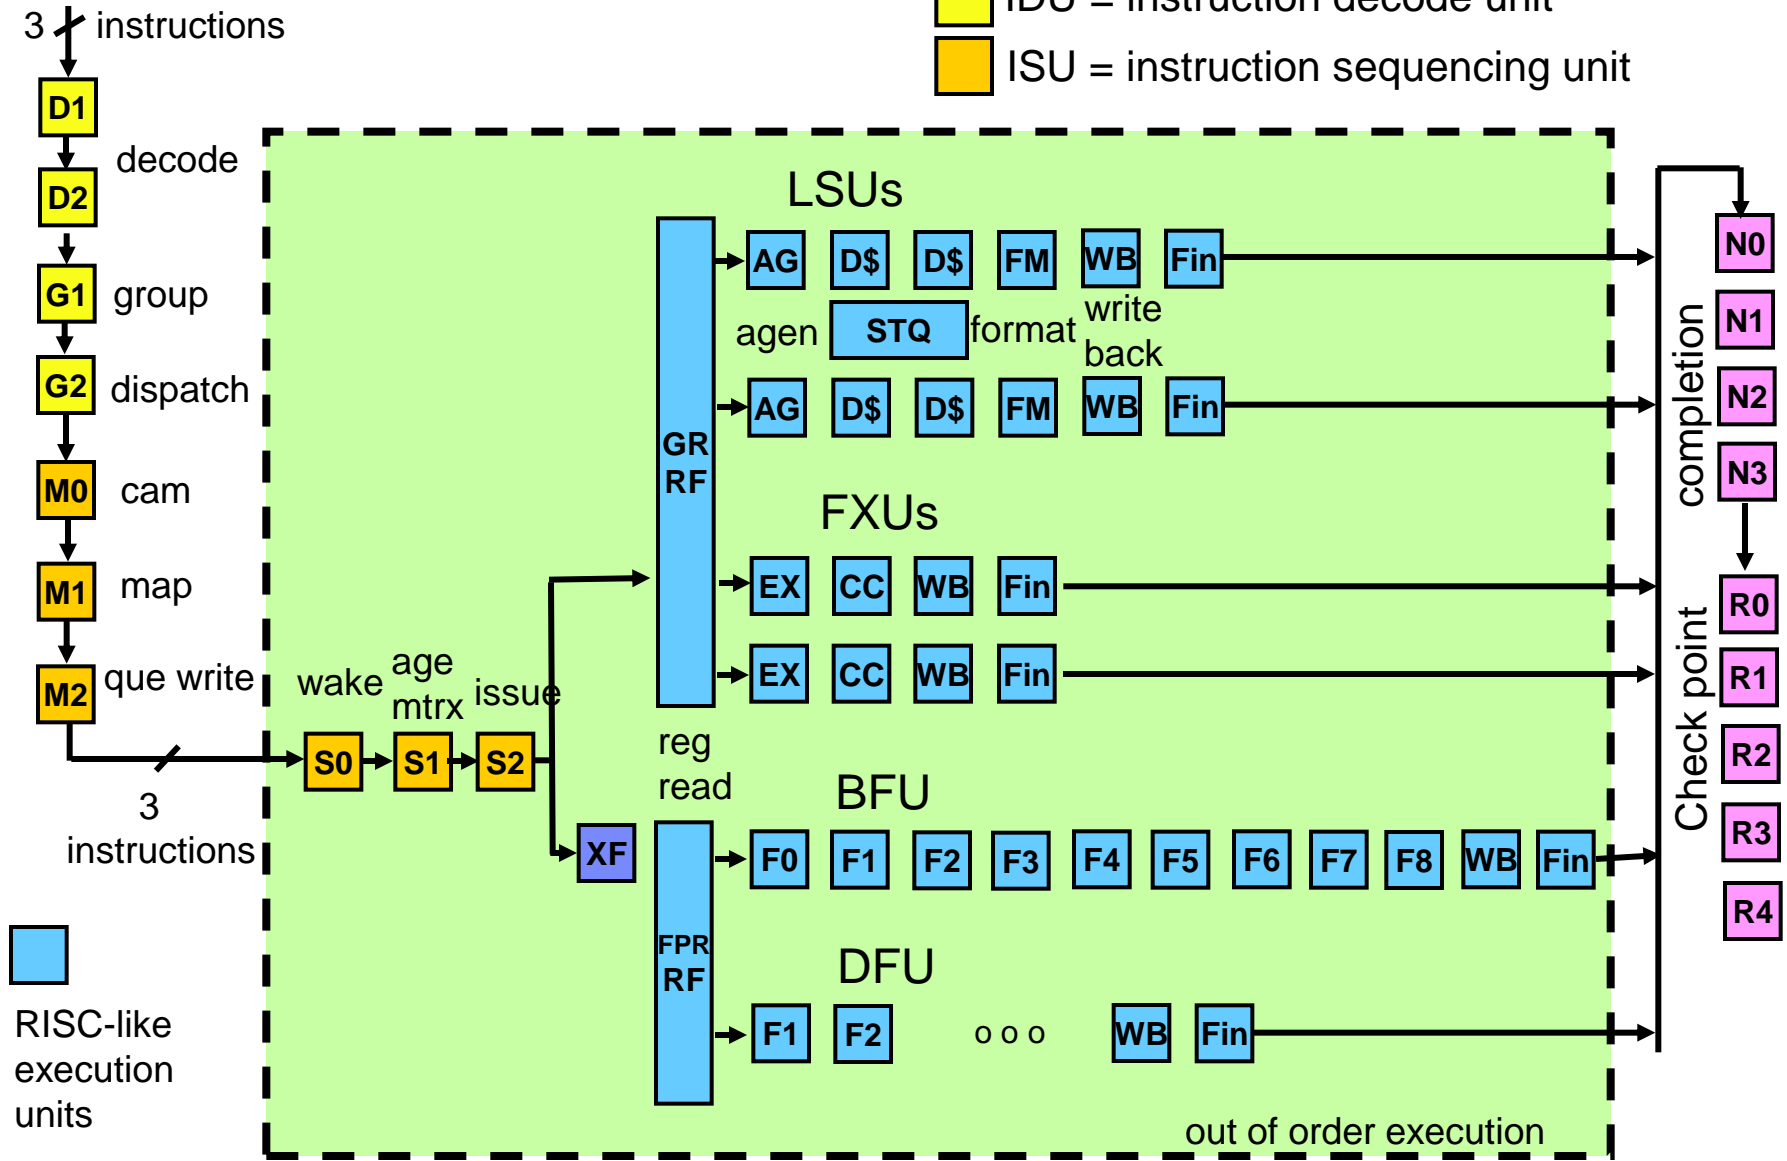 3 instructions
IDU = instruction decode unit
ISU = instruction sequencing unit
D1
decode
D2
G1
group
G2
dispatch
M0
cam
M1
map
M2
que write
3
instructions
wake
age
mtrx
issue
S0
S1
S2
XF
GR
RF
reg
read
FPR
RF
LSUs
AG
D$
D$
FM
WB
Fin
agen
STQ
format
write
back
AG
D$
D$
FM
WB
Fin
FXUs
EX
CC
WB
Fin
EX
CC
WB
Fin
BFU
F0
F1
F2
F3
F4
F5
F6
F7
F8
WB
Fin
DFU
F1
F2
o o o
WB
Fin
out of order execution
completion
N0
N1
N2
N3
Check point
R0
R1
R2
R3
R4
RISC-like
execution
units